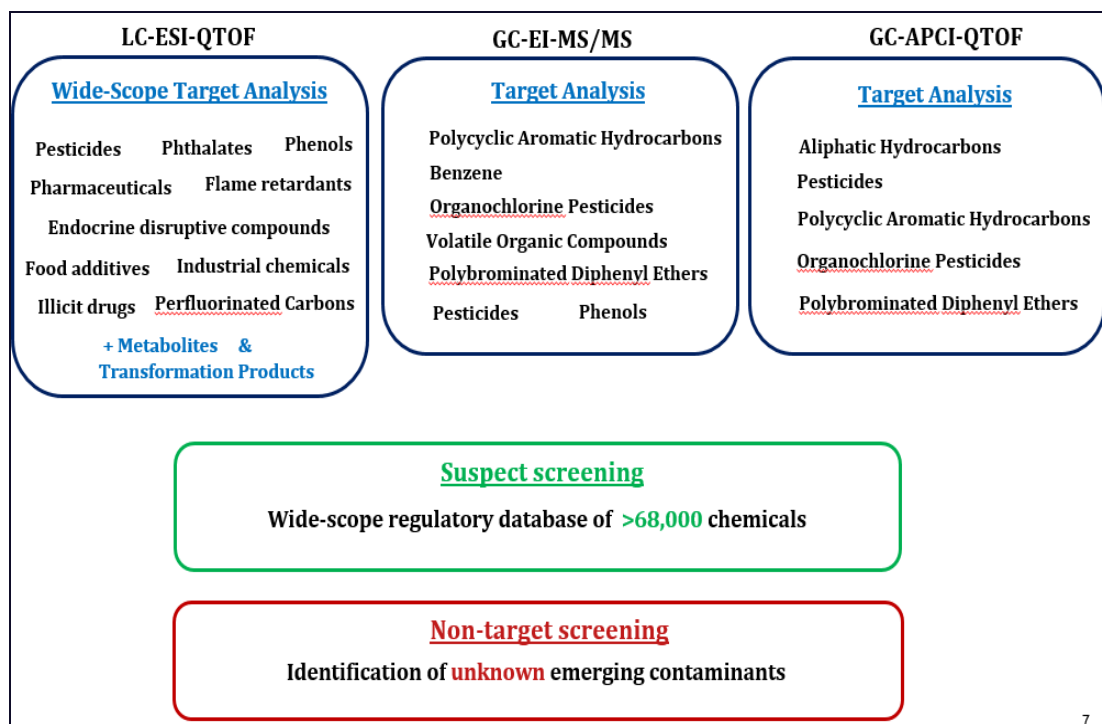 LC-ESI-QTOF
Wide-Scope Target Analysis
Pesticides Phthalates Phenols
Pharmaceuticals Flame retardants
Endocrine disruptive compounds
Food additives Industrial chemicals
Illicit drugs Perfluorinated Carbons
+ Metabolites &
Transformation Products
GC-EI-MS/MS
Target Analysis
Polycyclic Aromatic Hydrocarbons
Benzene
Organochlorine Pesticides
Volatile Organic Compounds
Polybrominated Diphenyl Ethers
Pesticides Phenols
GC-APCI-QTOF
Target Analysis
Aliphatic Hydrocarbons
Pesticides
Polycyclic Aromatic Hydrocarbons
Organochlorine Pesticides
Polybrominated Diphenyl Ethers
Suspect screening
Wide-scope regulatory database of >68,000 chemicals
Non-target screening
Identification of unknown emerging contaminants
7